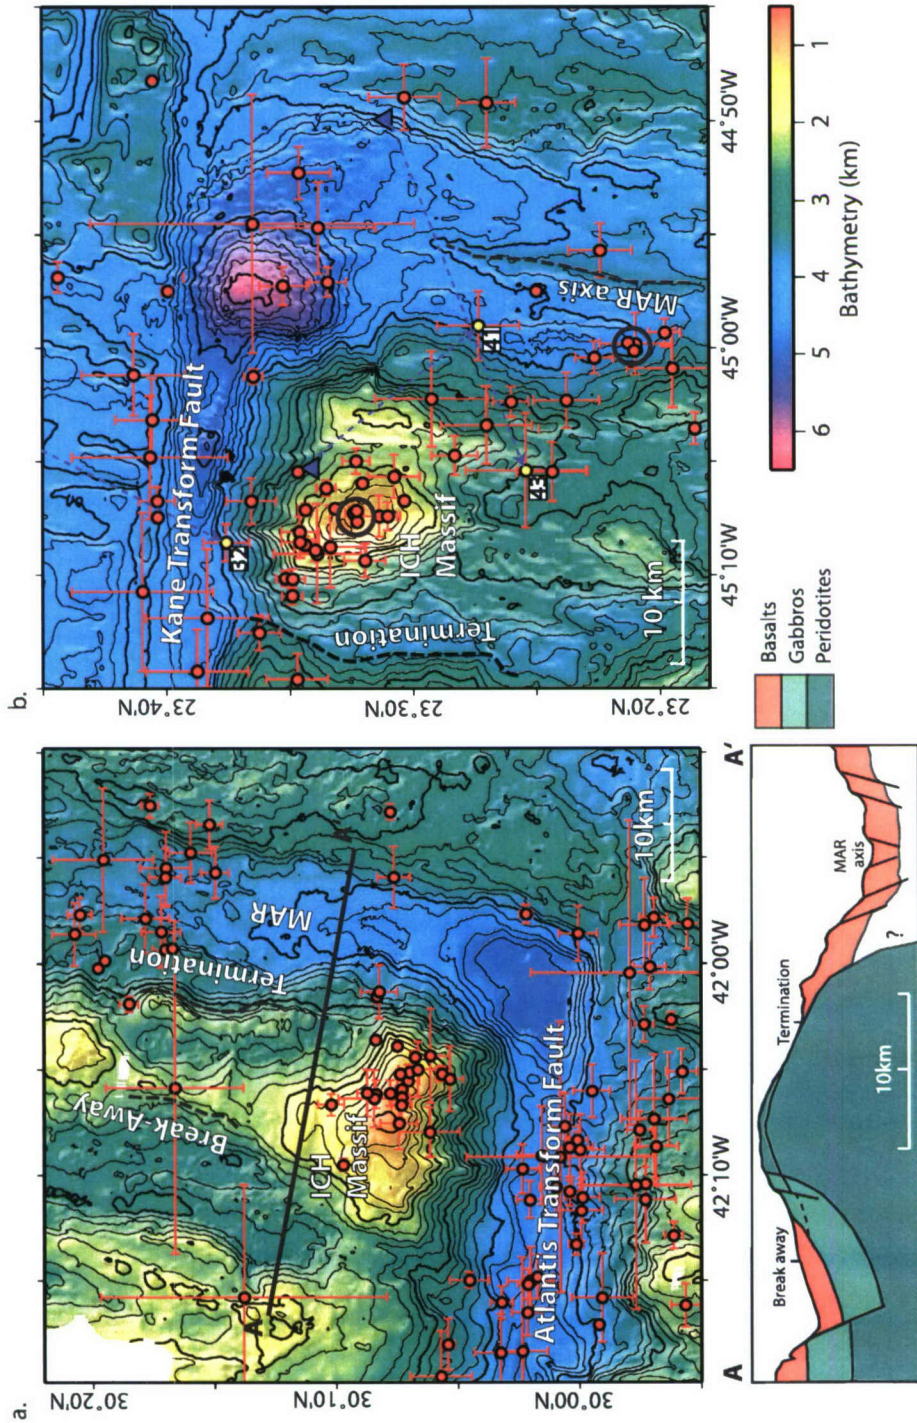 a.
30°20'N
30°10'N
30°00'N
Break-Away
Termination
MAR
ICH
Massif
A
Atlantis Transform Fault
10km
42°10'W
42°00'W
A
A'
Break away
Termination
MAR
axis
?
10km
b.
23°40'N
23°30'N
23°20'N
Kane Transform Fault
ICH
Massif
Termination
MAR axis
41
43
10 km
45°10'W
45°00'W
44°50'W
Basalts
Gabbros
Peridotites
6
5
4
3
2
1
Bathymetry (km)